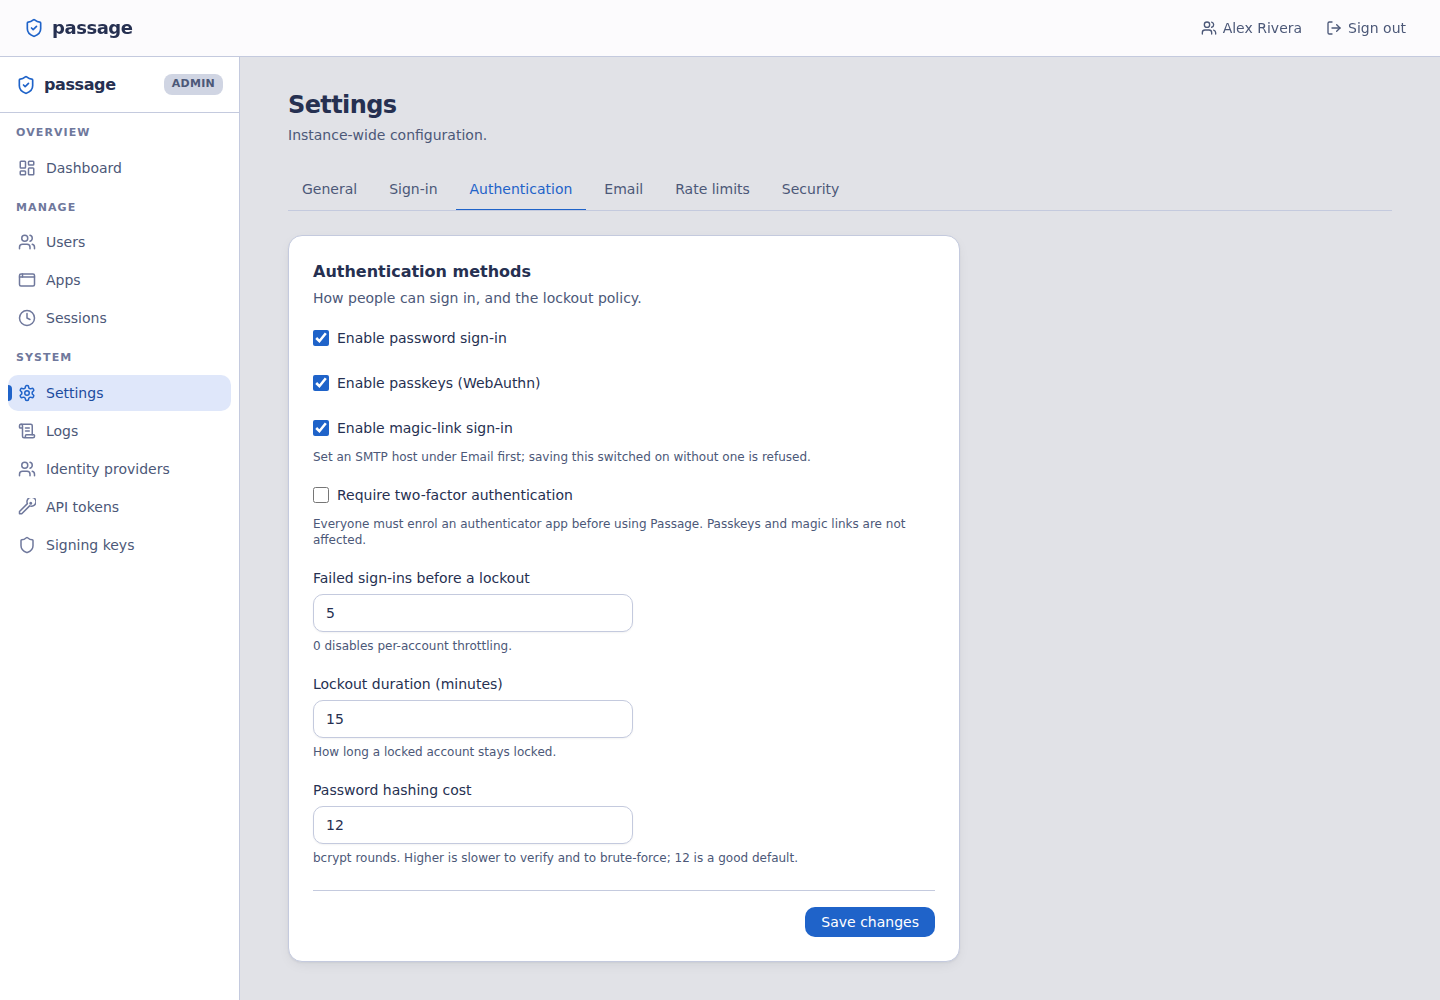 passage
Alex Rivera
Sign out
passage
ADMIN
OVERVIEW
Dashboard
MANAGE
Users
Apps
Sessions
SYSTEM
Settings
Logs
Identity providers
API tokens
Signing keys
Settings
Instance-wide configuration.
General
Sign-in
Authentication
Email
Rate limits
Security
Authentication methods
How people can sign in, and the lockout policy.
Enable password sign-in
Enable passkeys (WebAuthn)
Enable magic-link sign-in
Set an SMTP host under Email first; saving this switched on without one is refused.
Require two-factor authentication
Everyone must enrol an authenticator app before using Passage. Passkeys and magic links are not
affected.
Failed sign-ins before a lockout
5
0 disables per-account throttling.
Lockout duration (minutes)
15
How long a locked account stays locked.
Password hashing cost
12
bcrypt rounds. Higher is slower to verify and to brute-force; 12 is a good default.
Save changes